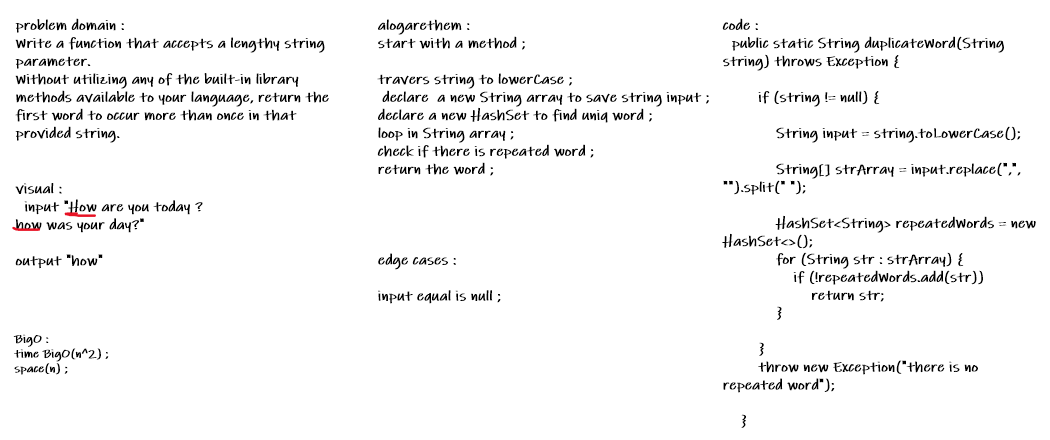 problem domain :
Write a function that accepts a lengthy string
parameter.
Without utilizing any of the built-in library
methods available to your language, return the
first word to occur more than once in that
provided string.
visual :
input "How are you today ?
how was your day?"
output "how"
BigO :
time BigO(n^2) ;
space(n) ;
alogarethem :
start with a method ;
travers string to lowerCase ;
declare a new String array to save string input ;
declare a new HashSet to find uniq word ;
loop in String array ;
check if there is repeated word ;
return the word ;
edge cases :
input equal is null ;
code :
public static String duplicateWord(String
string) throws Exception {
if (string != null) {
String input = string.toLowerCase();
String[] strArray = input.replace(",",
"").split(" ");
HashSet<String> repeatedWords = new
HashSet<>();
for (String str : strArray) {
if (!repeatedWords.add(str))
return str;
}
}
throw new Exception("there is no
repeated word");
}